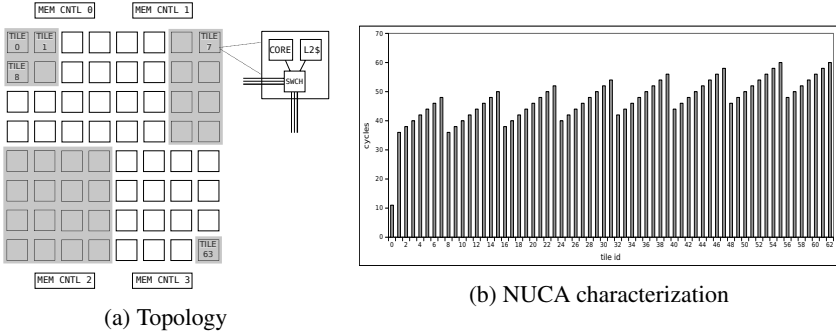 MEM CNTL 0
MEM CNTL 1
TILE 0
TILE 1
TILE 7
TILE 8
CORE
L2$
SWCH
TILE 63
MEM CNTL 2
MEM CNTL 3
(a) Topology
70
60
50
40
30
20
10
0
cycles
0 2 4 6 8 10 12 14 16 18 20 22 24 26 28 30 32 34 36 38 40 42 44 46 48 50 52 54 56 58 60 62
tile id
(b) NUCA characterization